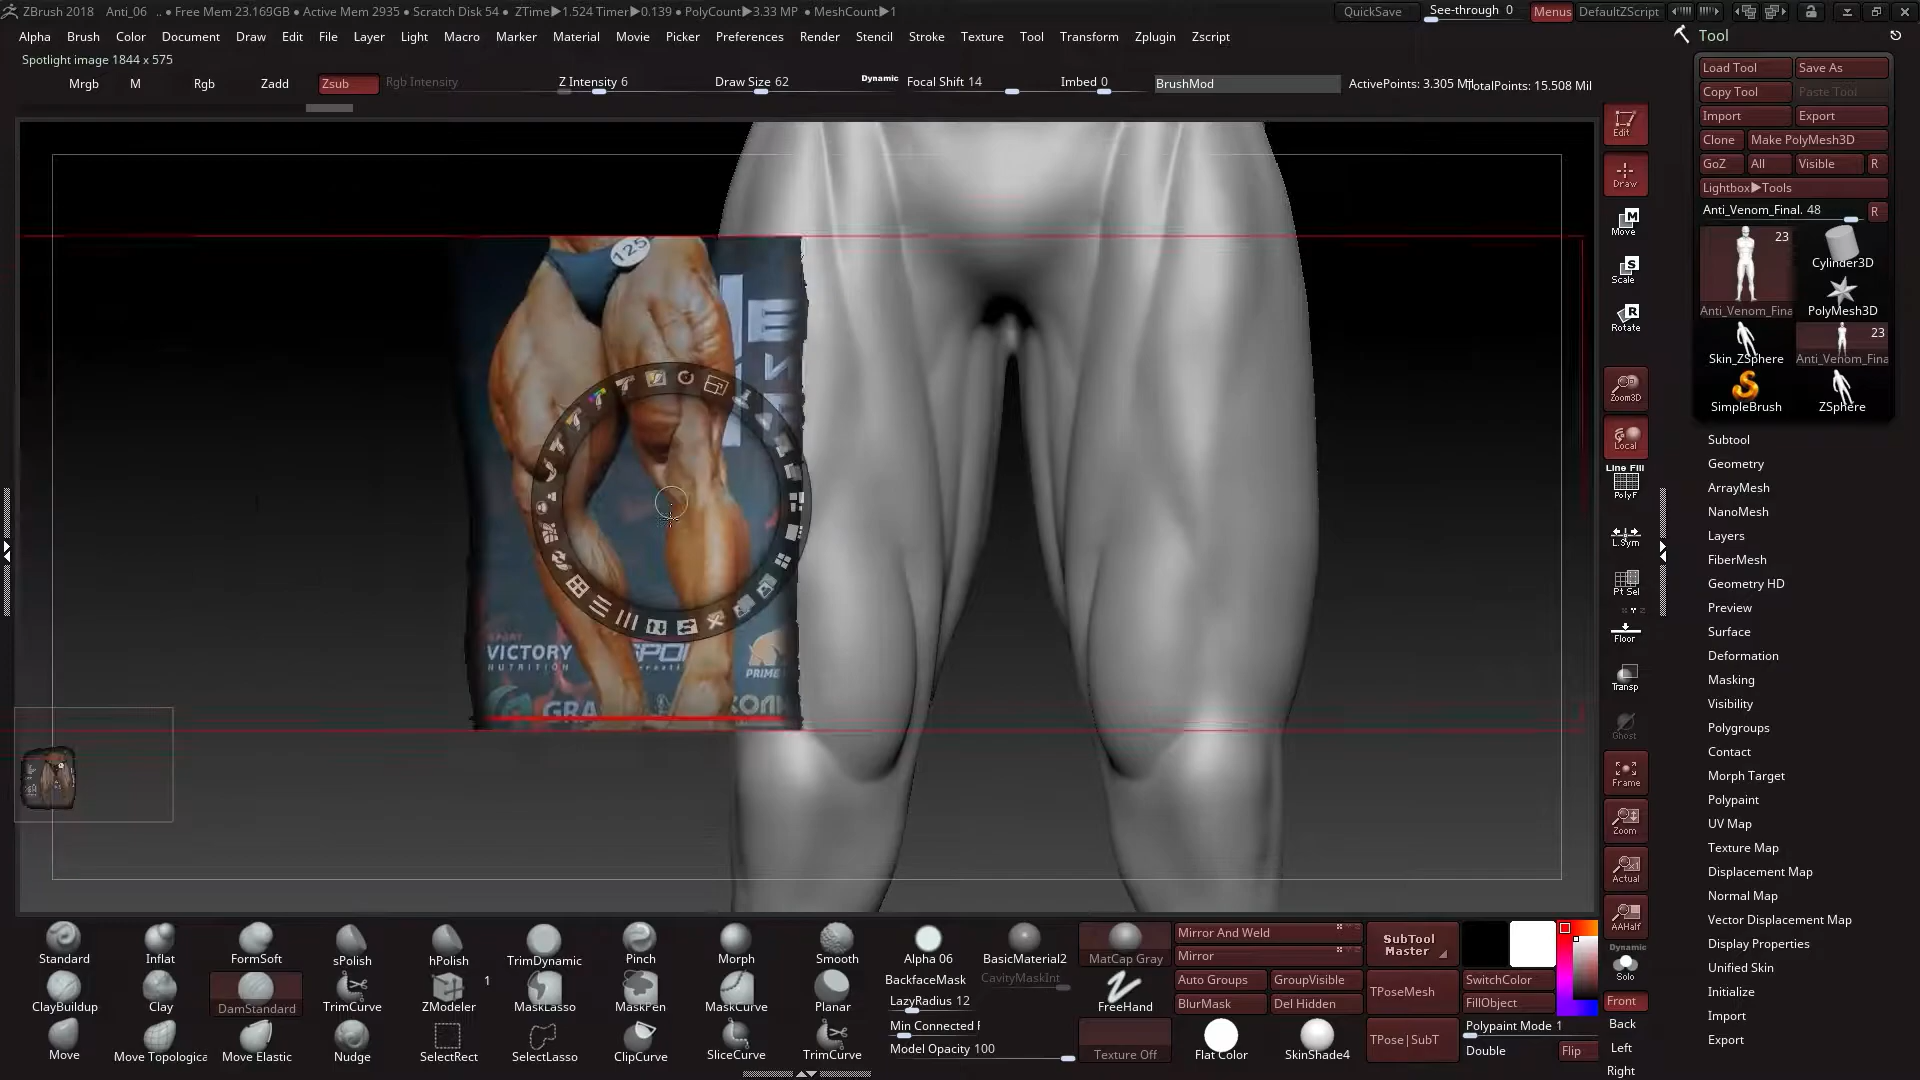 ZBrush 2018 Anti_06 .. • Free Mem 23.169GB • Active Mem 2935 • Scratch Disk 54 • ZTime▶1.524 Timer▶0.139 • PolyCount▶3.33 MP • MeshCount▶1
QuickSave See-through 0 Menus DefaultZScript
Alpha Brush Color Document Draw Edit File Layer Light Macro Marker Material Movie Picker Preferences Render Stencil Stroke Texture Tool Transform Zplugin Zscript
Spotlight image 1844 x 575
Mrgb M Rgb Zadd Zsub Rgb Intensity Z Intensity 6 Draw Size 62 Dynamic Focal Shift 14 Imbed 0 BrushMod ActivePoints: 3.305 Mil TotalPoints: 15.508 Mil
Edit
Draw
Move
Scale
Rotate
Zoom3D
Local
Line Fill
PolyF
L.Sym
Pt Sel
Floor
Transp
Ghost
Frame
Zoom
Actual
AAHalf
Dynamic
Solo
Front
Back
Left
Right
Tool
Load Tool Save As
Copy Tool Paste Tool
Import Export
Clone Make PolyMesh3D
GoZ All Visible R
Lightbox▶Tools
Anti_Venom_Final. 48 R
23
Cylinder3D
Anti_Venom_Fina PolyMesh3D
23
Skin_ZSphere Anti_Venom_Fina
SimpleBrush ZSphere
Subtool
Geometry
ArrayMesh
NanoMesh
Layers
FiberMesh
Geometry HD
Preview
Surface
Deformation
Masking
Visibility
Polygroups
Contact
Morph Target
Polypaint
UV Map
Texture Map
Displacement Map
Normal Map
Vector Displacement Map
Display Properties
Unified Skin
Initialize
Import
Export
125
VICTORY
NUTRITION
SPO
PRIME
GRA
Standard Inflat FormSoft sPolish hPolish TrimDynamic Pinch Morph Smooth Alpha 06 BasicMaterial2 MatCap Gray
ClayBuildup Clay DamStandard TrimCurve ZModeler 1 MaskLasso MaskPen MaskCurve Planar
Move Move Topologica Move Elastic Nudge SelectRect SelectLasso ClipCurve SliceCurve TrimCurve
BackfaceMask CavityMaskInt
LazyRadius 12 FreeHand
Min Connected F
Model Opacity 100 Texture Off
Mirror And Weld
Mirror
Auto Groups GroupVisible
BlurMask Del Hidden
Flat Color SkinShade4
SubTool
Master
TPoseMesh
TPose|SubT
SwitchColor
FillObject
Polypaint Mode 1
Double Flip